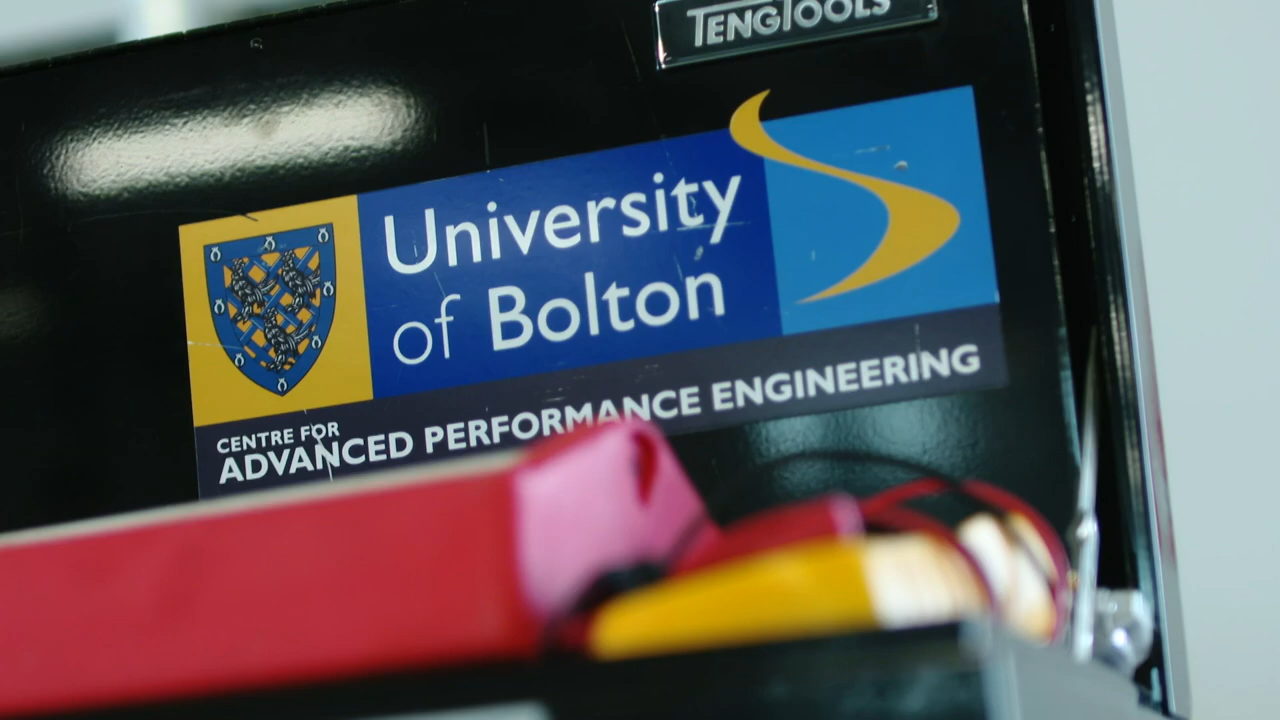 TENGTOOLS
University
of Bolton
CENTRE FOR
ADVANCED PERFORMANCE ENGINEERING